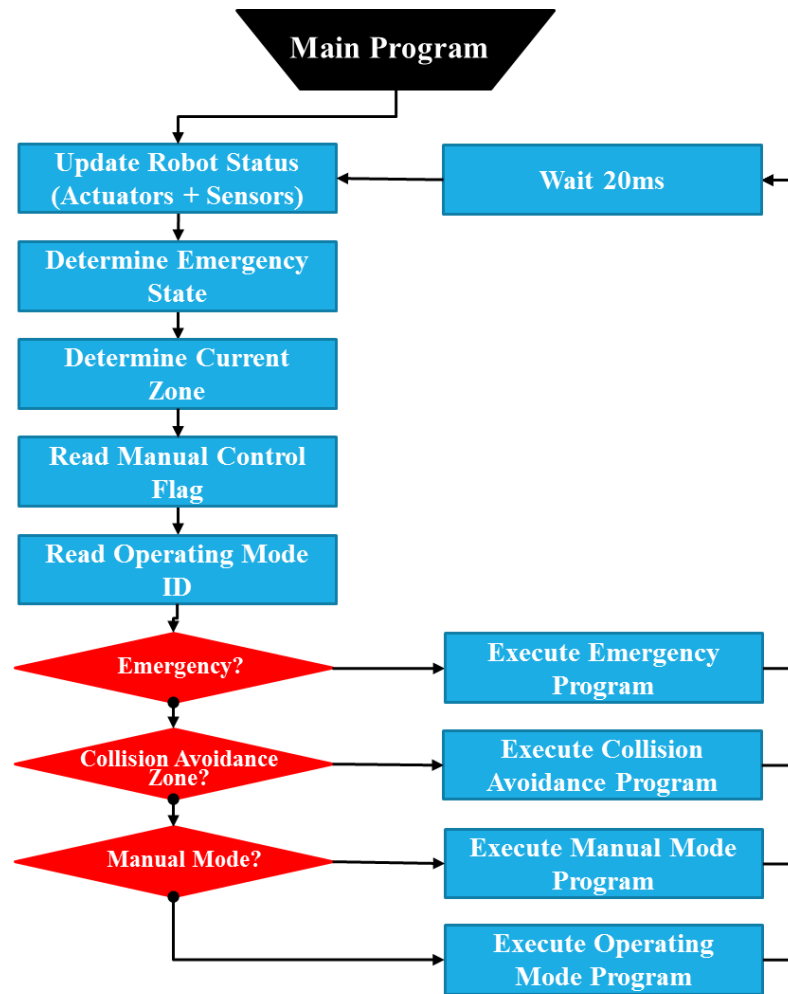 Main Program
Update Robot Status
(Actuators + Sensors)
Wait 20ms
Determine Emergency
State
Determine Current
Zone
Read Manual Control
Flag
Read Operating Mode
ID
Emergency?
Execute Emergency
Program
Collision Avoidance
Zone?
Execute Collision
Avoidance Program
Manual Mode?
Execute Manual Mode
Program
Execute Operating
Mode Program